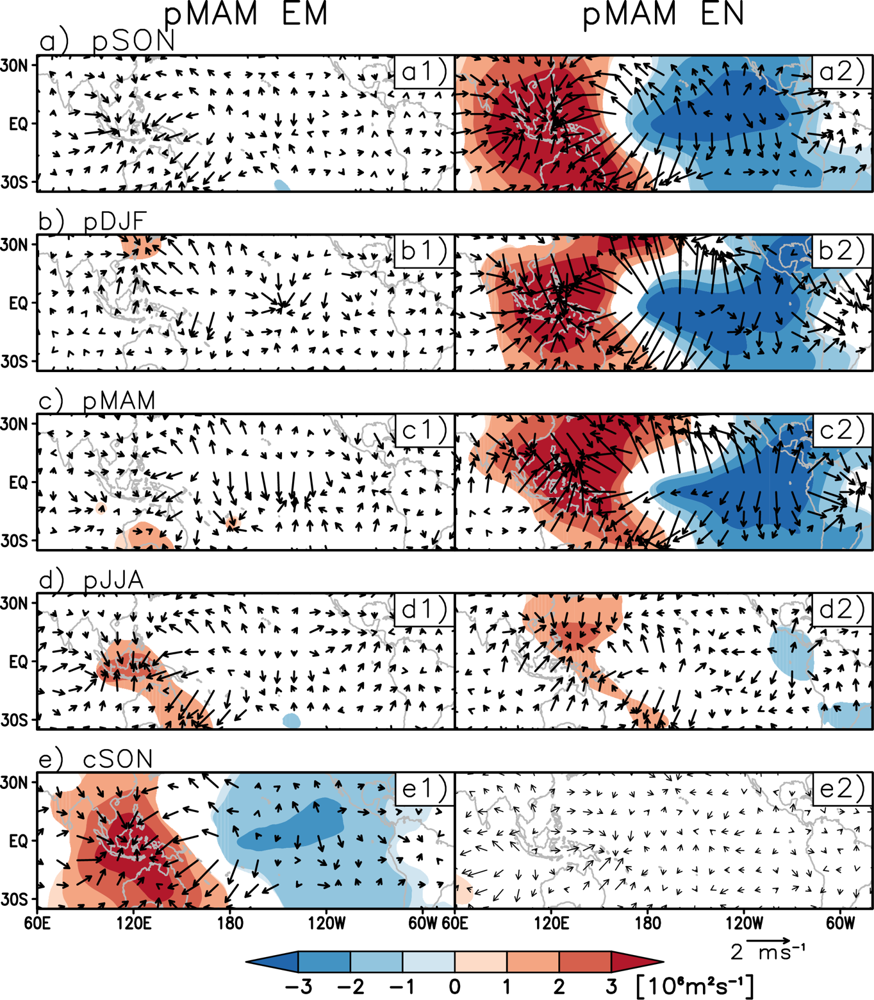 pMAM EM pMAM EN
a) pSON
30N
EQ
30S
a1)
a2)
b) pDJF
30N
EQ
30S
b1)
b2)
c) pMAM
30N
EQ
30S
c1)
c2)
d) pJJA
30N
EQ
30S
d1)
d2)
e) cSON
30N
EQ
30S
e1)
e2)
60E 120E 180 120W 60W 60E 120E 180 120W 60W
2 ms⁻¹
−3 −2 −1 0 1 2 3 [10⁶m²s⁻¹]